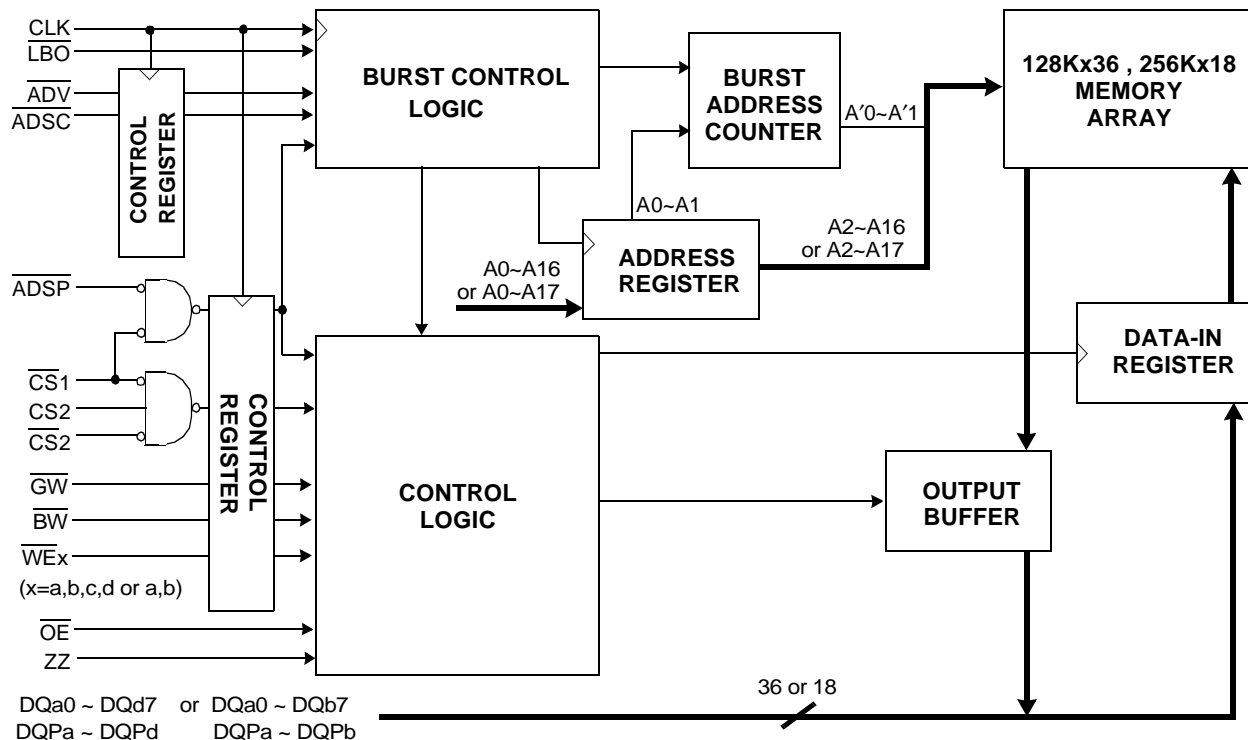 CLK
LBO
ADV
ADSC
CONTROL
REGISTER
BURST CONTROL
LOGIC
BURST
ADDRESS
COUNTER
A′0~A′1
128Kx36 , 256Kx18
MEMORY
ARRAY
A0~A1
A2~A16
or A2~A17
ADDRESS
REGISTER
A0~A16
or A0~A17
ADSP
CS1
CS2
CS2
CONTROL
REGISTER
GW
BW
WEx
(x=a,b,c,d or a,b)
OE
ZZ
CONTROL
LOGIC
DATA-IN
REGISTER
OUTPUT
BUFFER
36 or 18
DQa0 ~ DQd7 or DQa0 ~ DQb7
DQPa ~ DQPd DQPa ~ DQPb